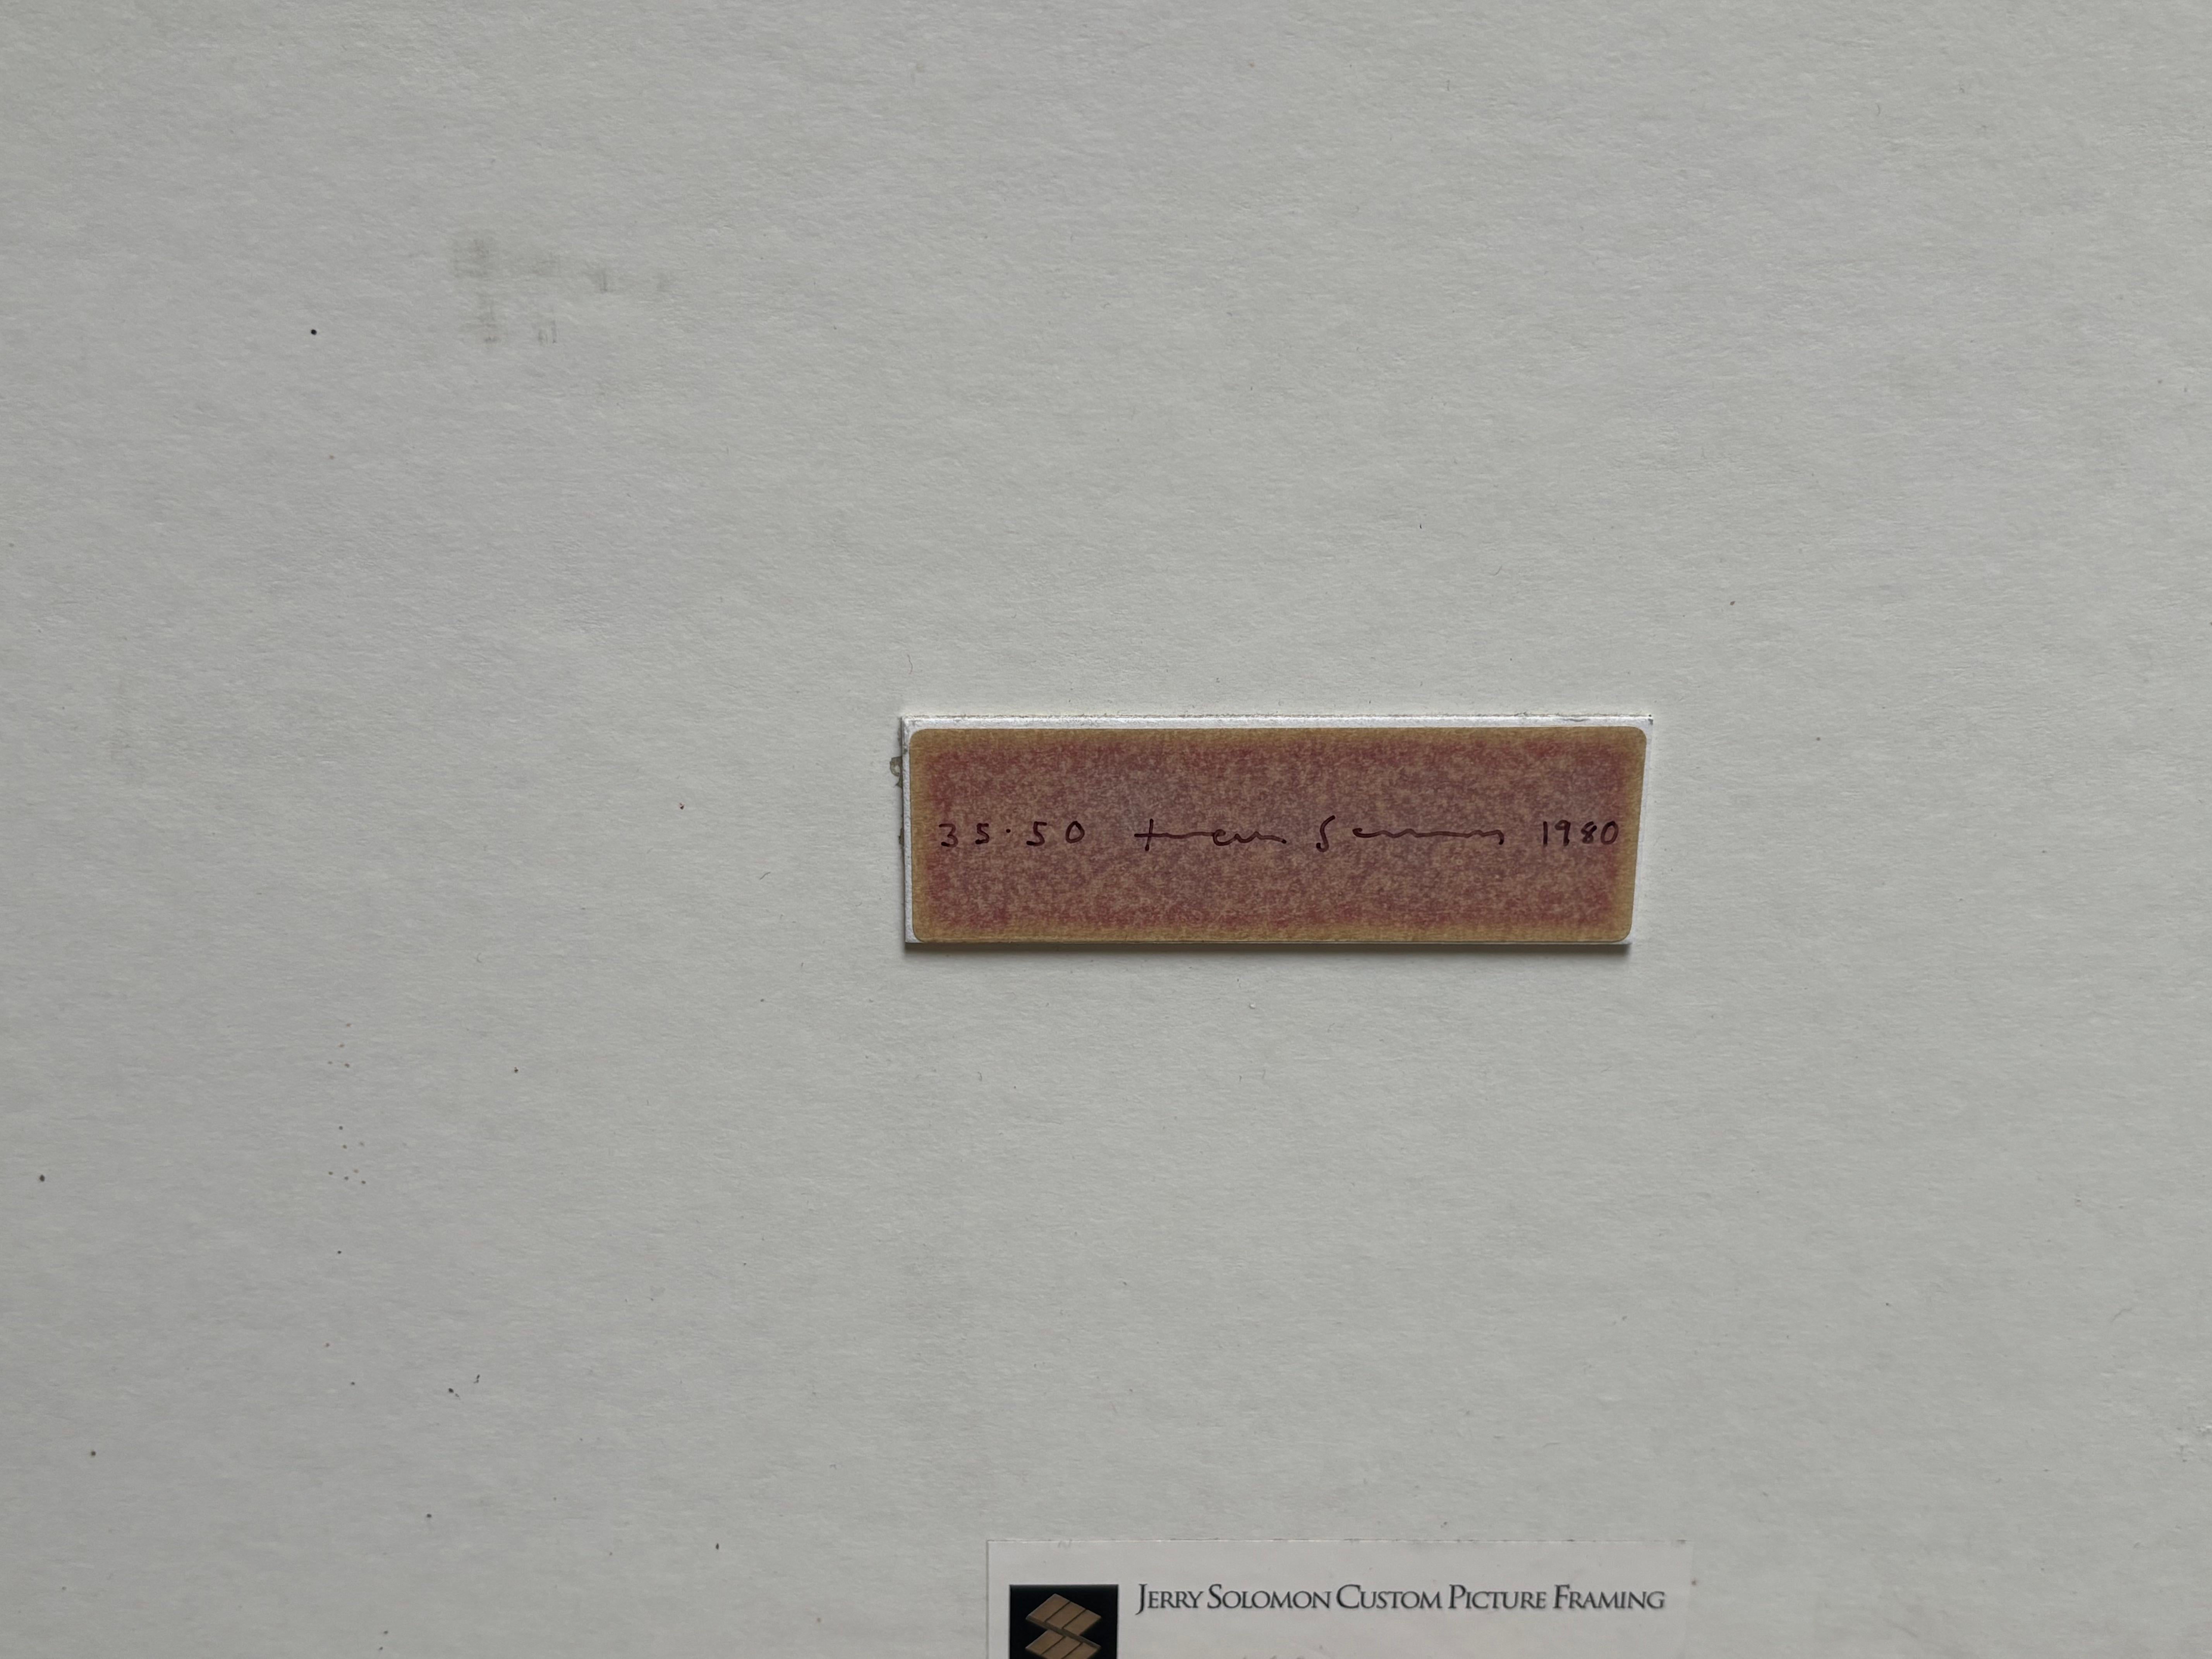 35·50 1980
JERRY SOLOMON CUSTOM PICTURE FRAMING